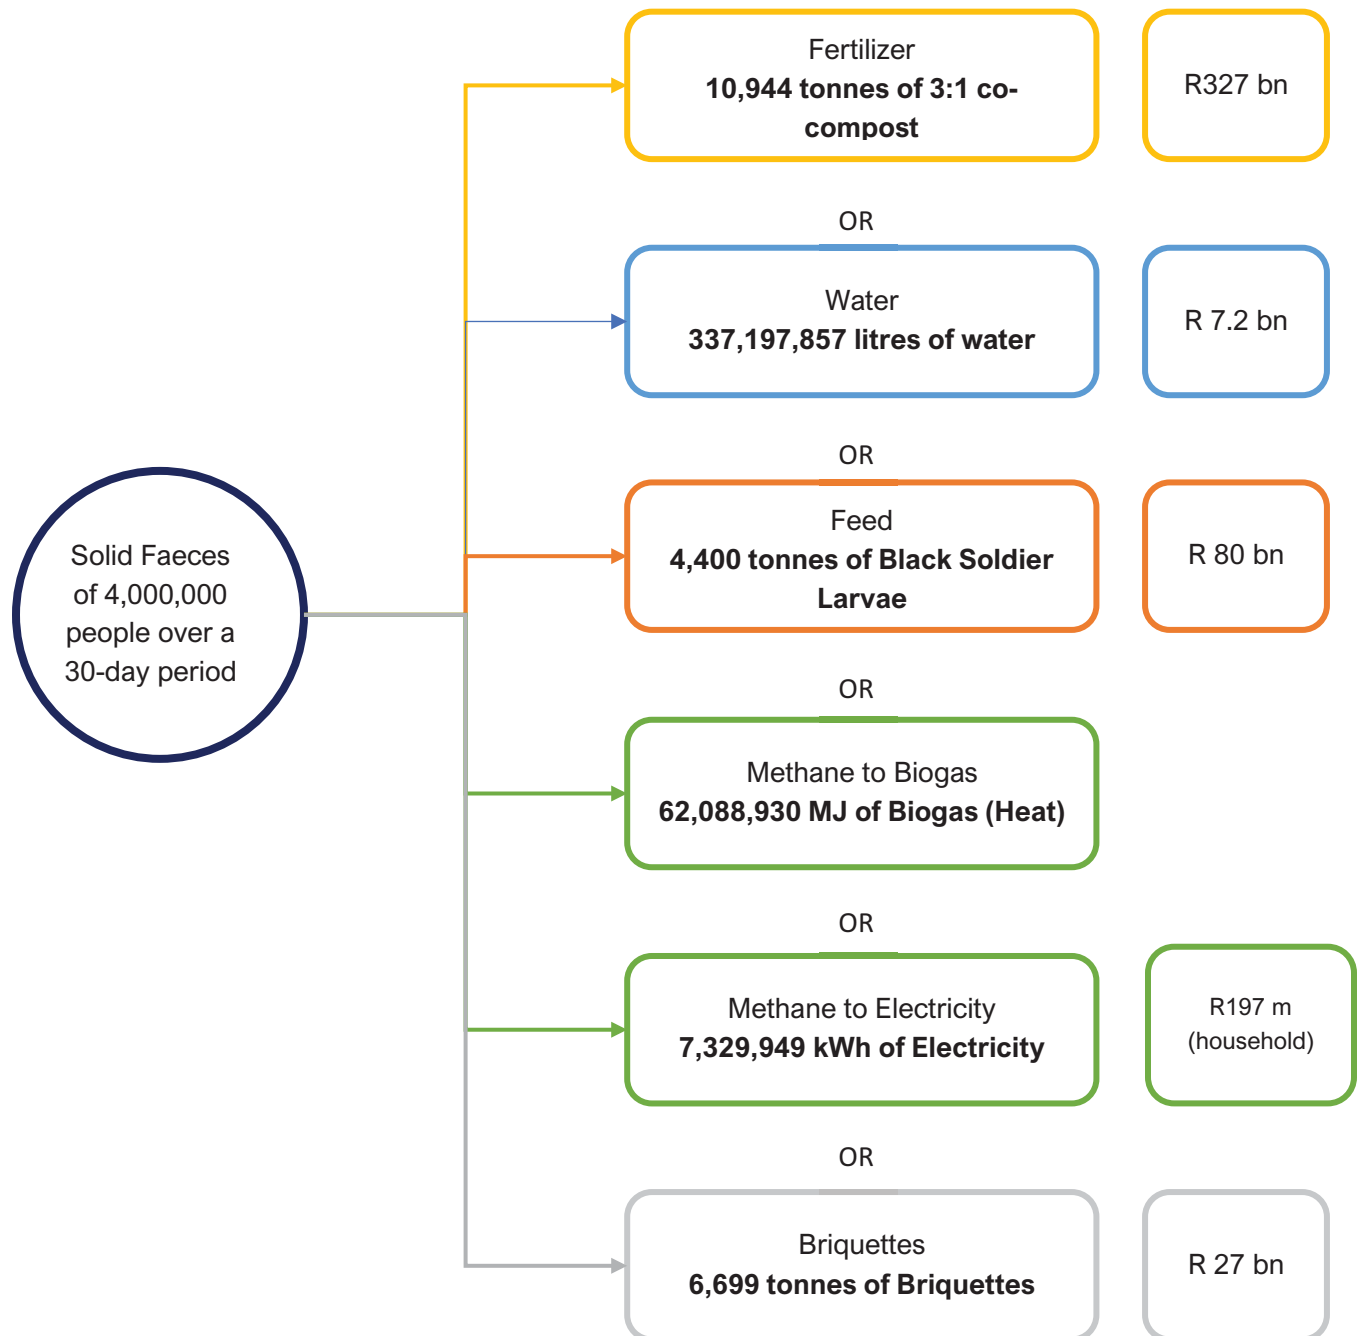 Fertilizer
10,944 tonnes of 3:1 co-
compost
R327 bn
OR
Water
337,197,857 litres of water
R 7.2 bn
OR
Feed
4,400 tonnes of Black Soldier
Larvae
R 80 bn
Solid Faeces
of 4,000,000
people over a
30-day period
OR
Methane to Biogas
62,088,930 MJ of Biogas (Heat)
OR
Methane to Electricity
7,329,949 kWh of Electricity
R197 m
(household)
OR
Briquettes
6,699 tonnes of Briquettes
R 27 bn